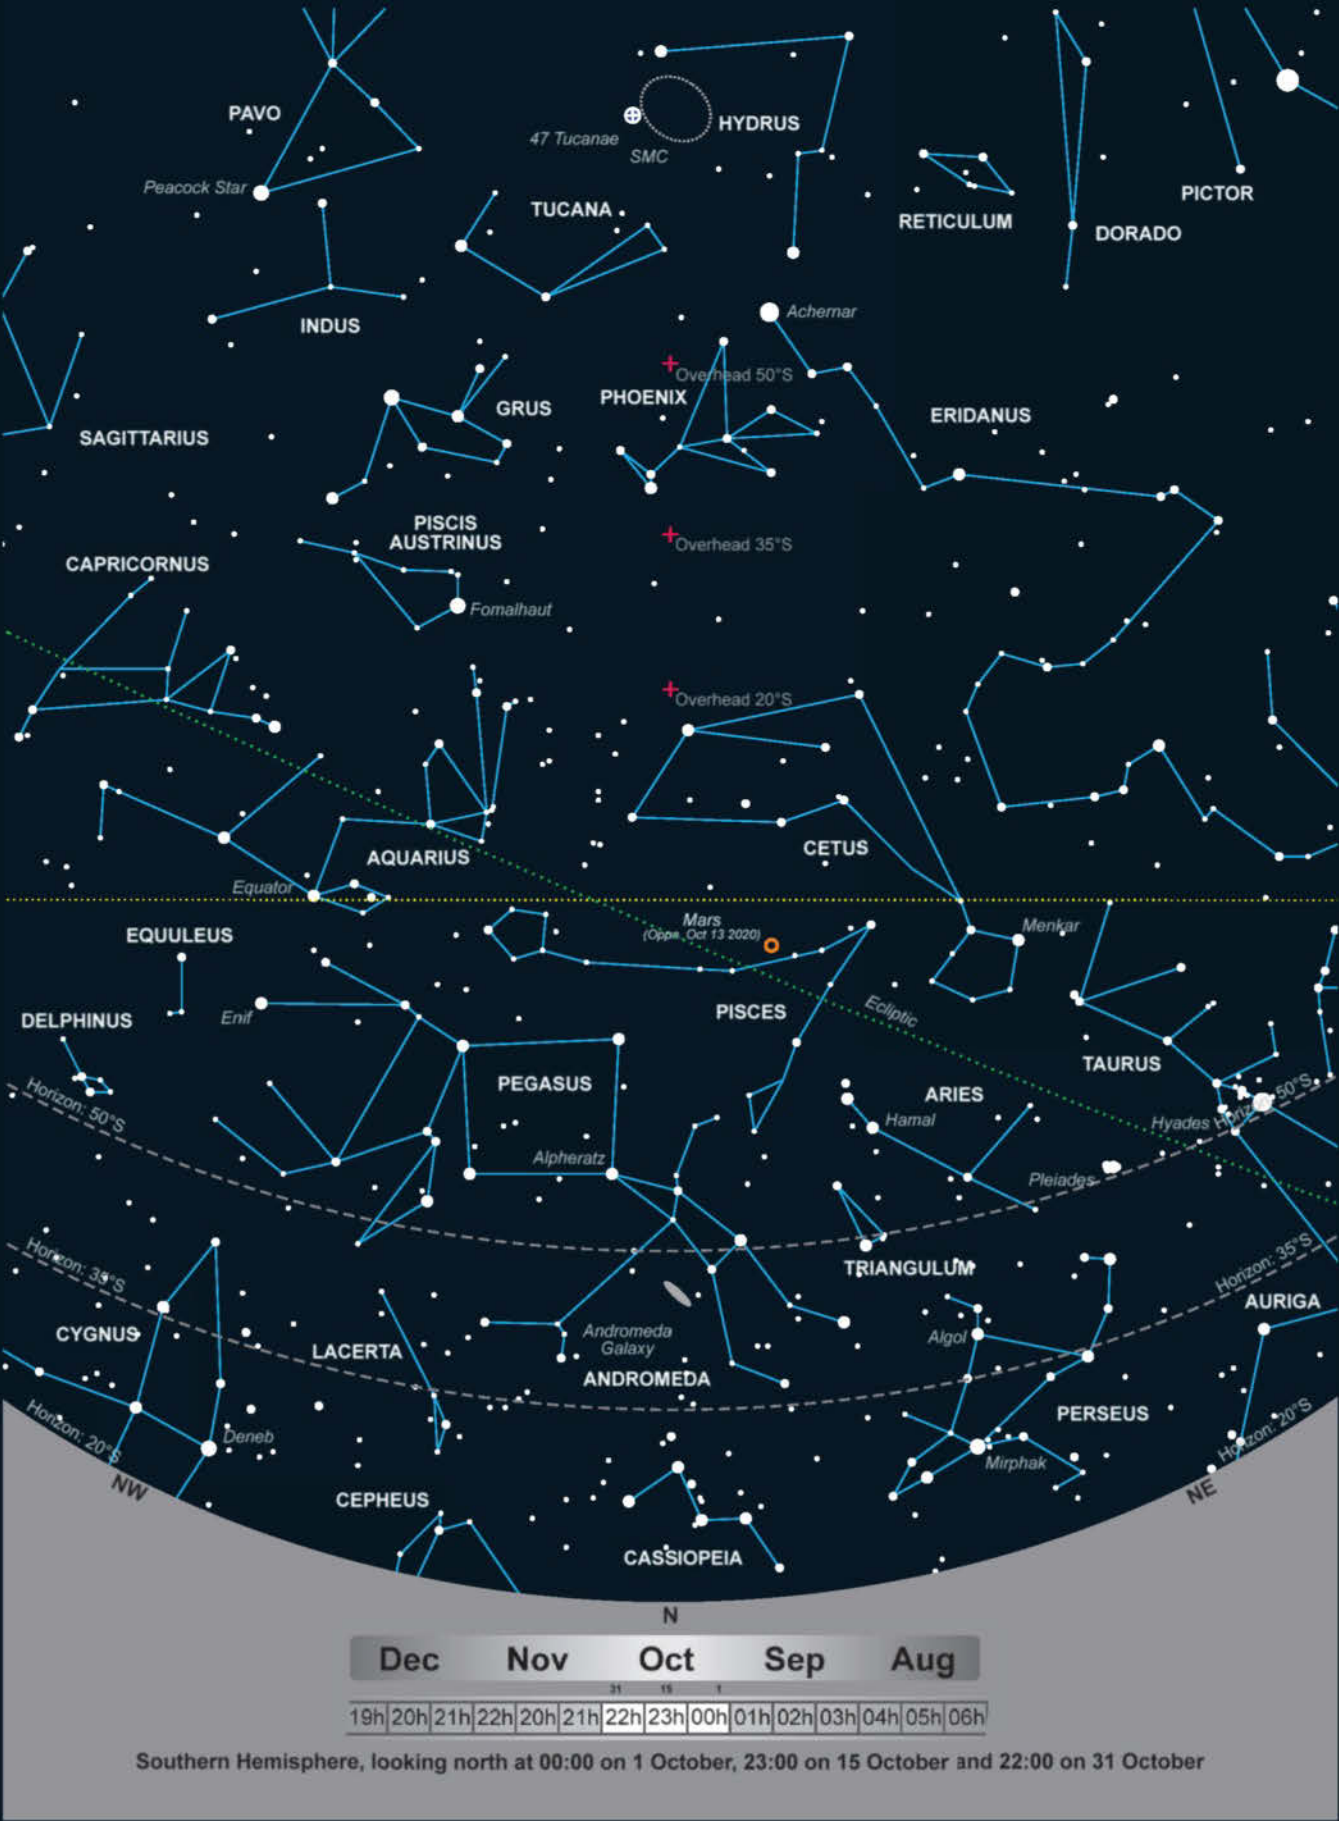 PAVO
HYDRUS
47 Tucanae
SMC
Peacock Star
PICTOR
TUCANA
RETICULUM
DORADO
INDUS
Achernar
Overhead 50°S
PHOENIX
GRUS
ERIDANUS
SAGITTARIUS
PISCIS
AUSTRINUS
Overhead 35°S
CAPRICORNUS
Fomalhaut
Overhead 20°S
CETUS
AQUARIUS
Equator
Mars
(Oppn. Oct 13 2020)
Menkar
EQUULEUS
PISCES
Ecliptic
Enif
DELPHINUS
TAURUS
PEGASUS
ARIES
Horizon: 50°S
Horizon: 50°S
Hamal
Hyades
Alpheratz
Pleiades
Horizon: 35°S
Horizon: 35°S
TRIANGULUM
AURIGA
CYGNUS
LACERTA
Andromeda
Galaxy
Algol
ANDROMEDA
PERSEUS
Horizon: 20°S
Horizon: 20°S
Deneb
Mirphak
NW
NE
CEPHEUS
CASSIOPEIA
N
Dec Nov Oct Sep Aug
31 15 1
19h 20h 21h 22h 20h 21h 22h 23h 00h 01h 02h 03h 04h 05h 06h
Southern Hemisphere, looking north at 00:00 on 1 October, 23:00 on 15 October and 22:00 on 31 October